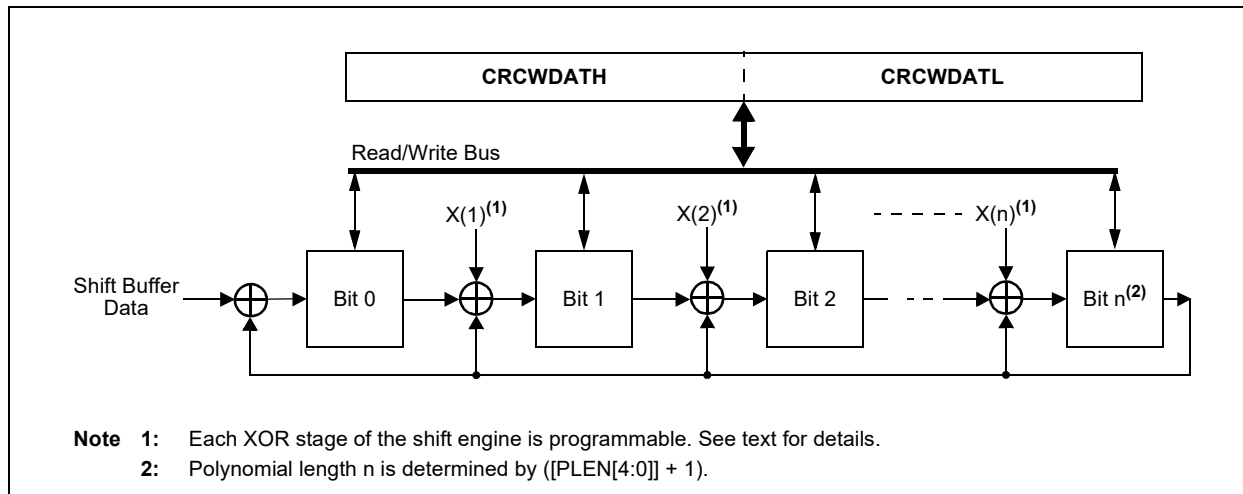 CRCWDATH CRCWDATL
Read/Write Bus
X(1)(1) X(2)(1) X(n)(1)
Shift Buffer
Data
Bit 0 Bit 1 Bit 2 Bit n(2)
Note 1: Each XOR stage of the shift engine is programmable. See text for details.
2: Polynomial length n is determined by ([PLEN[4:0]] + 1).